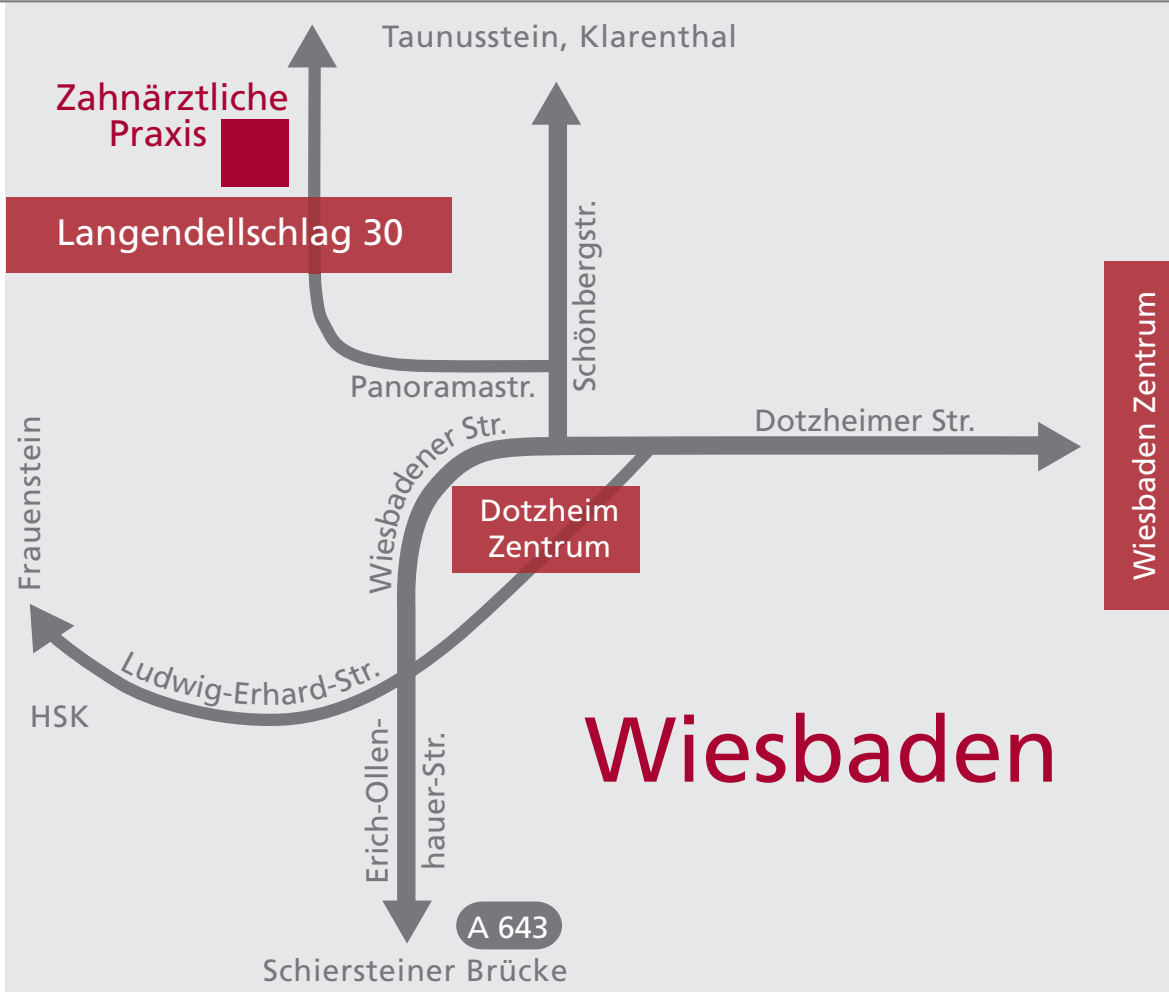 Taunusstein, Klarenthal
Zahnärztliche
Praxis
Langendellschlag 30
Schönbergstr.
Panoramastr.
Wiesbadener Str.
Dotzheimer Str.
Wiesbaden Zentrum
Frauenstein
Dotzheim
Zentrum
Ludwig-Erhard-Str.
HSK
Wiesbaden
Erich-Ollen-
hauer-Str.
A 643
Schiersteiner Brücke